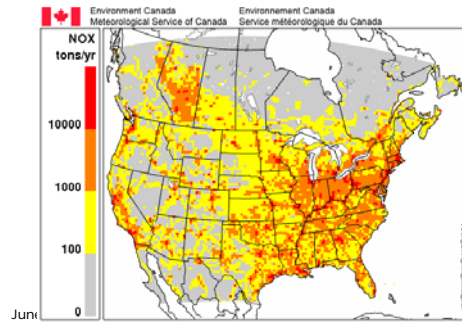 Environment Canada Environnement Canada
Meteorological Service of Canada Service météorologique du Canada
NOX
tons/yr
10000
1000
100
0
June